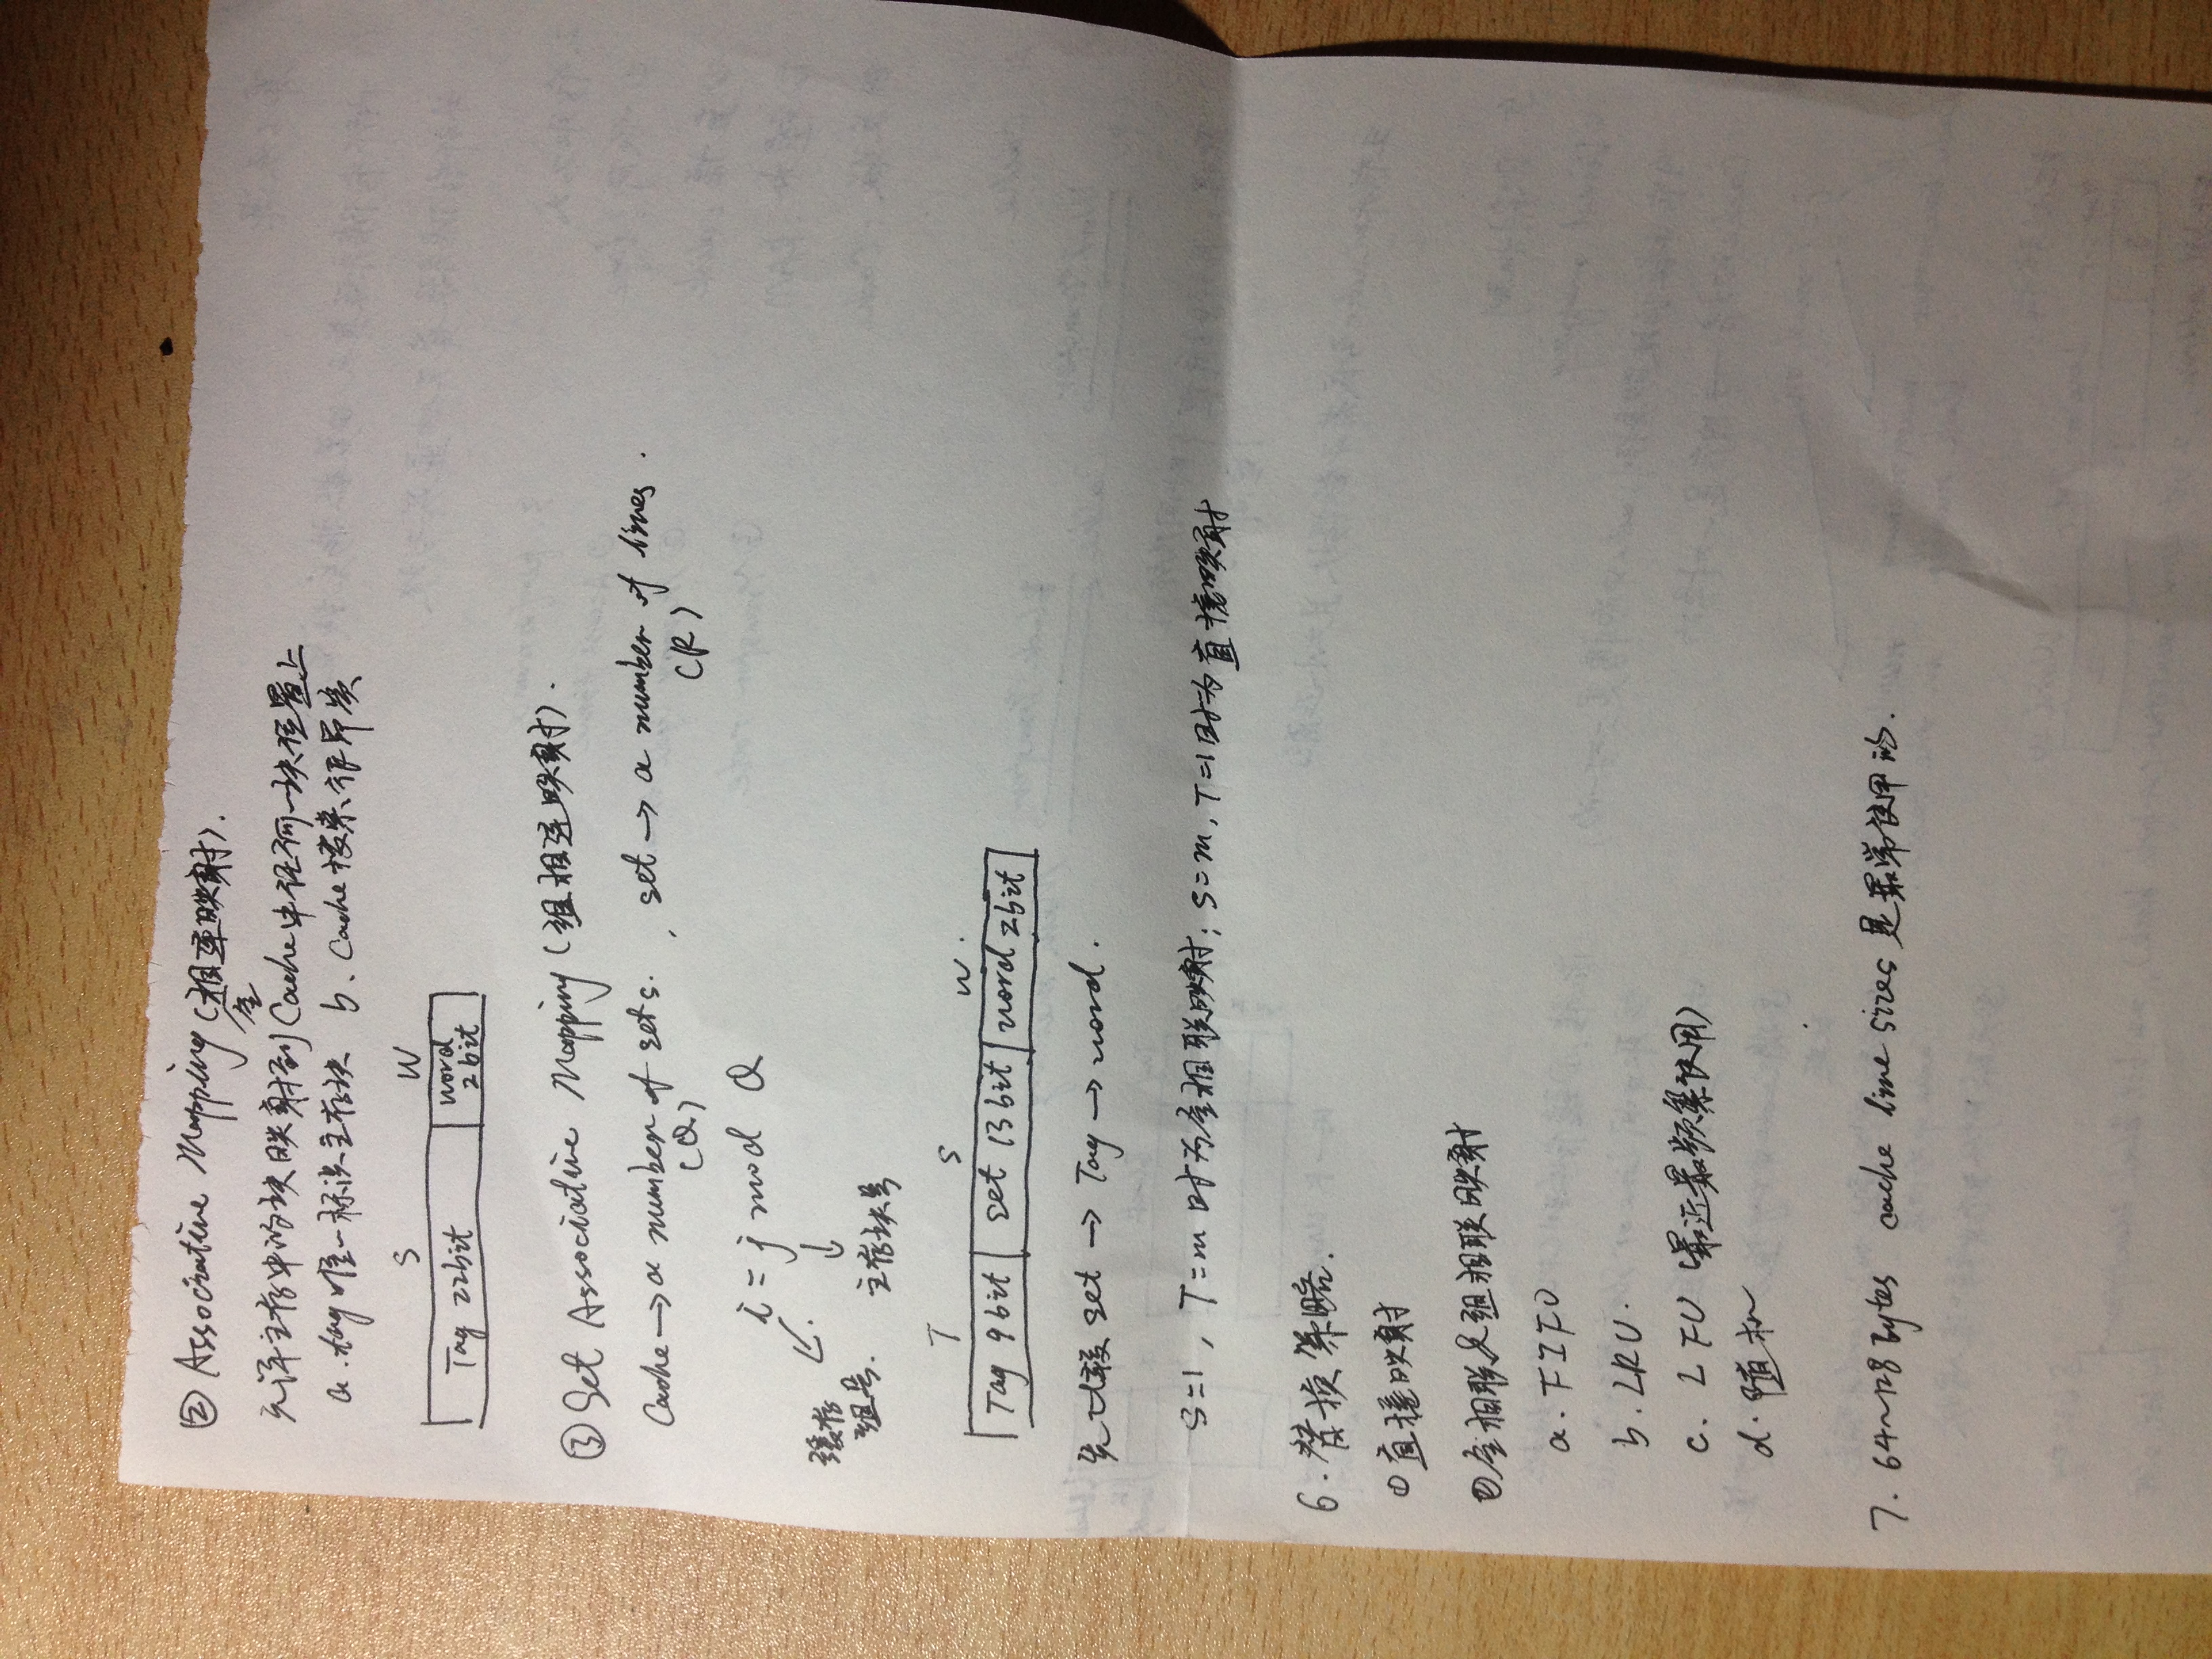 ② Associative Mapping (相连映射).
全
允许主存中的块映射到Cache中任何一块位置上
a. tag唯一标识主存块 b. Cache搜索很昂贵
S W
Tag 22bit word 2bit
③ Set Associative Mapping (组相连映射).
Cache → a number of sets. , set → a number of lines.
(Q) (R)
i = j mod Q
缓存组号. 主存块号
T S W.
Tag 9bit set 13bit word 2bit
先比较 set → Tag → word.
S=1, T=m 时为全相联映射; S=m, T=1时为直接映射
6. 替换策略.
① 直接映射
② 全相联&组相联映射
a. FIFO
b. LRU.
c. LFU (最近最频繁使用)
d. 随机
7. 64~128 Bytes cache line sizes 是最常使用的.